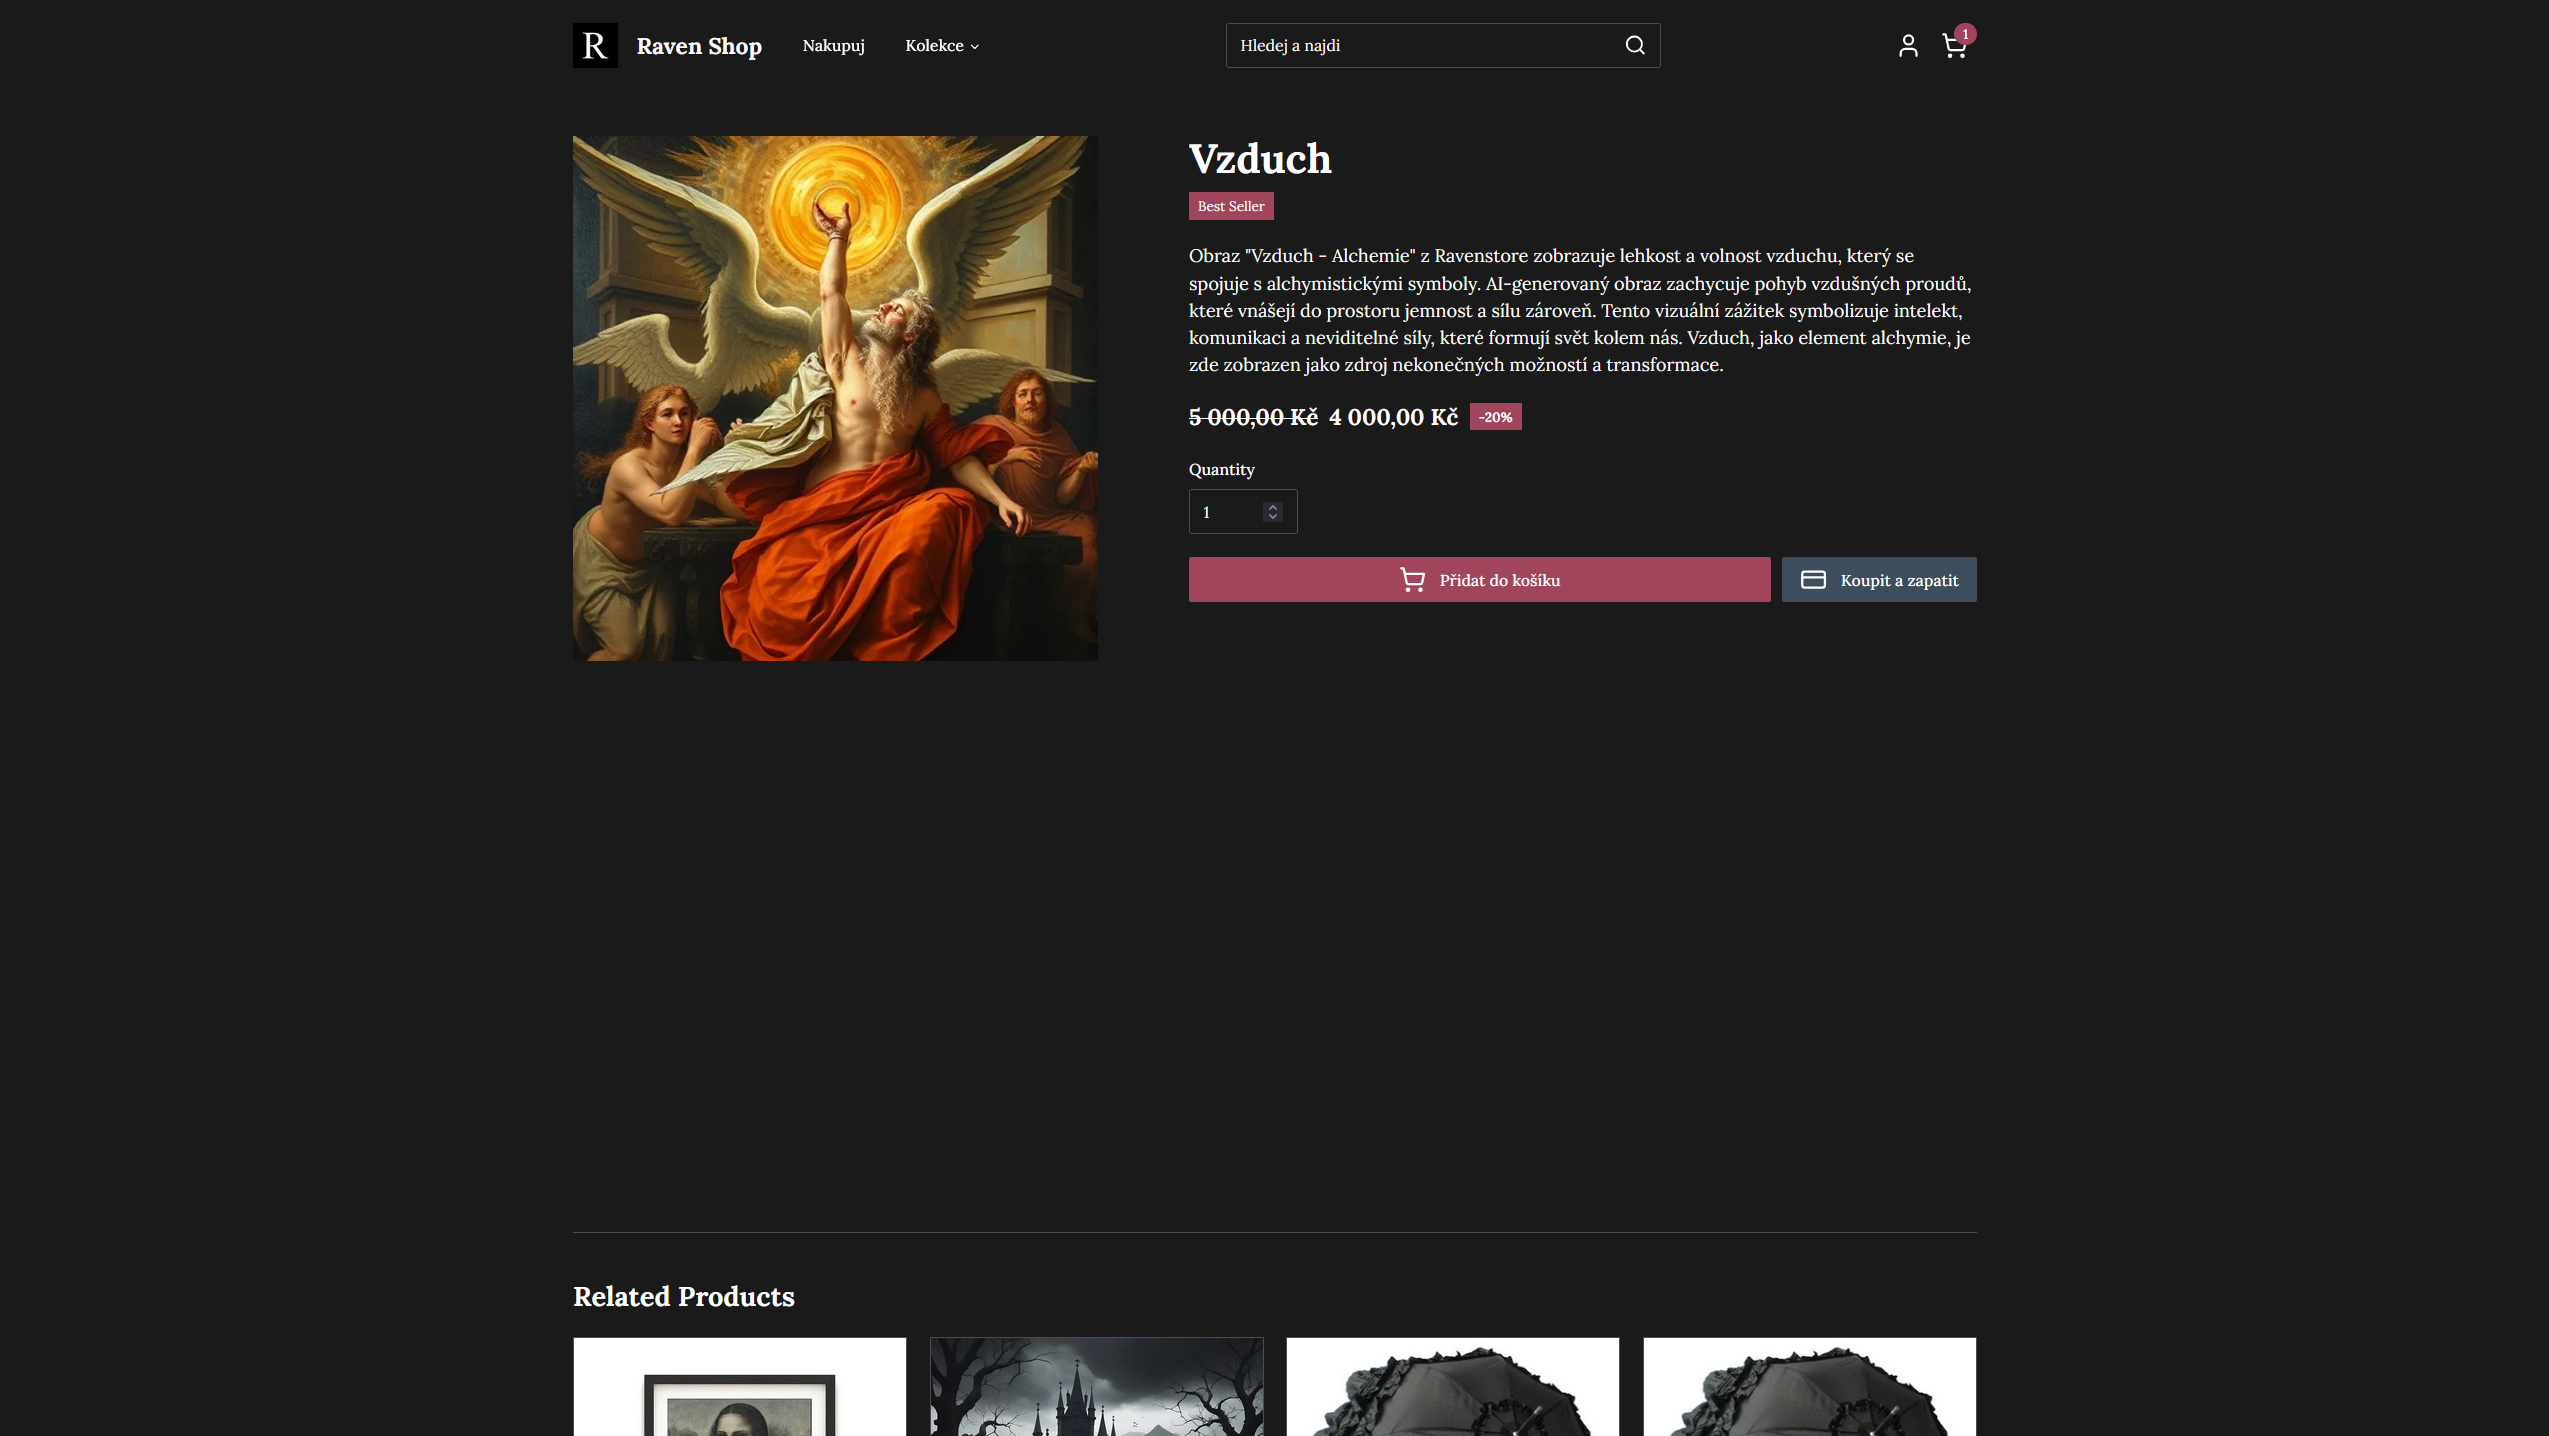 R
Raven Shop
Nakupuj
Kolekce
Hledej a najdi
1
Vzduch
Best Seller
Obraz "Vzduch - Alchemie" z Ravenstore zobrazuje lehkost a volnost vzduchu, který se
spojuje s alchymistickými symboly. AI-generovaný obraz zachycuje pohyb vzdušných proudů,
které vnášejí do prostoru jemnost a sílu zároveň. Tento vizuální zážitek symbolizuje intelekt,
komunikaci a neviditelné síly, které formují svět kolem nás. Vzduch, jako element alchymie, je
zde zobrazen jako zdroj nekonečných možností a transformace.
5 000,00 Kč 4 000,00 Kč -20%
Quantity
1
Přidat do košíku
Koupit a zapatit
Related Products